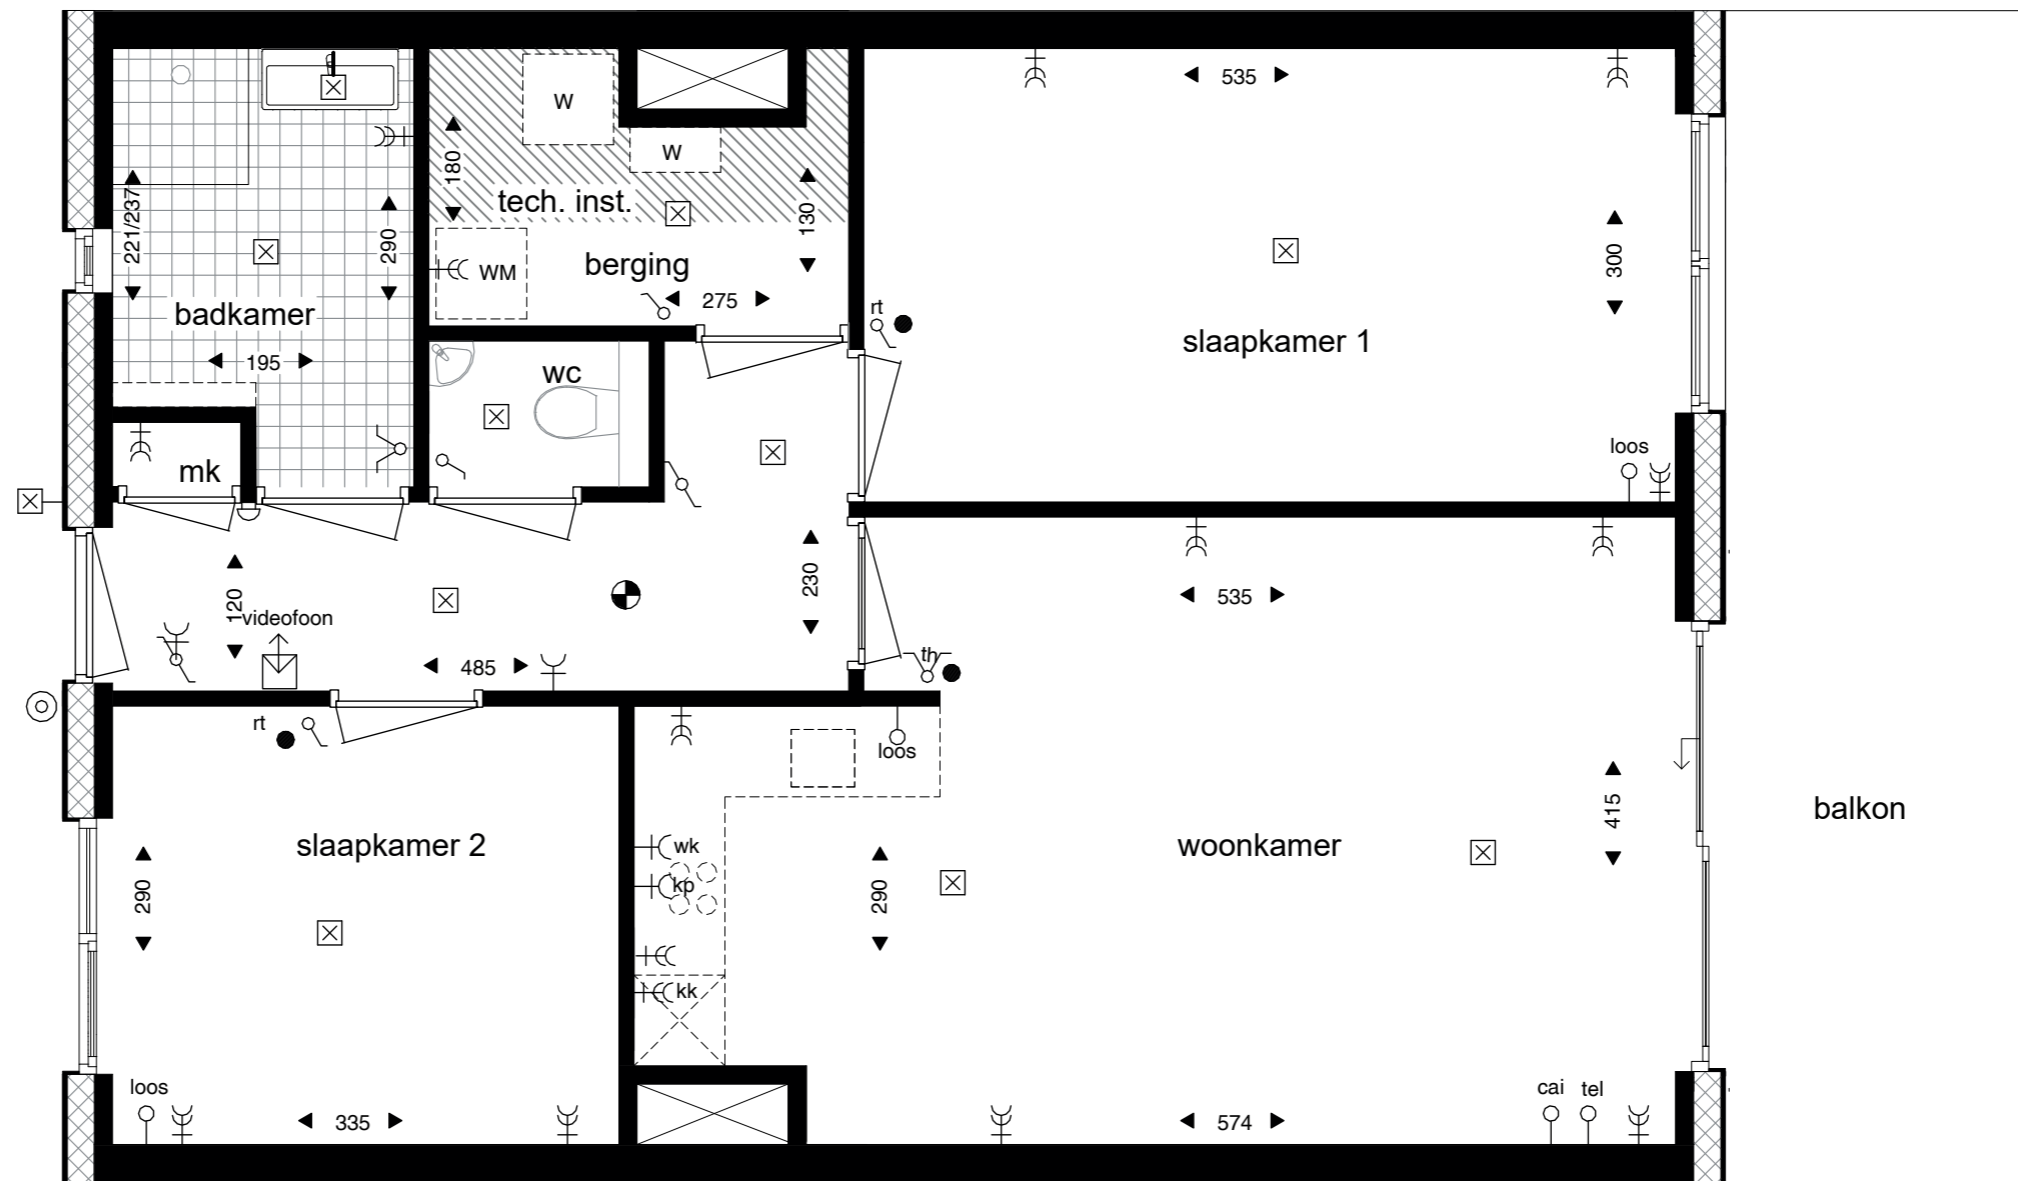 535
W
W
180
tech. inst.
130
221/237
290
300
berging
WM
275
badkamer
rt
slaapkamer 1
195
wc
loos
mk
230
535
120
videofoon
485
th
rt
loos
415
balkon
slaapkamer 2
wk
woonkamer
290
kp
290
kk
loos
cai
tel
335
574